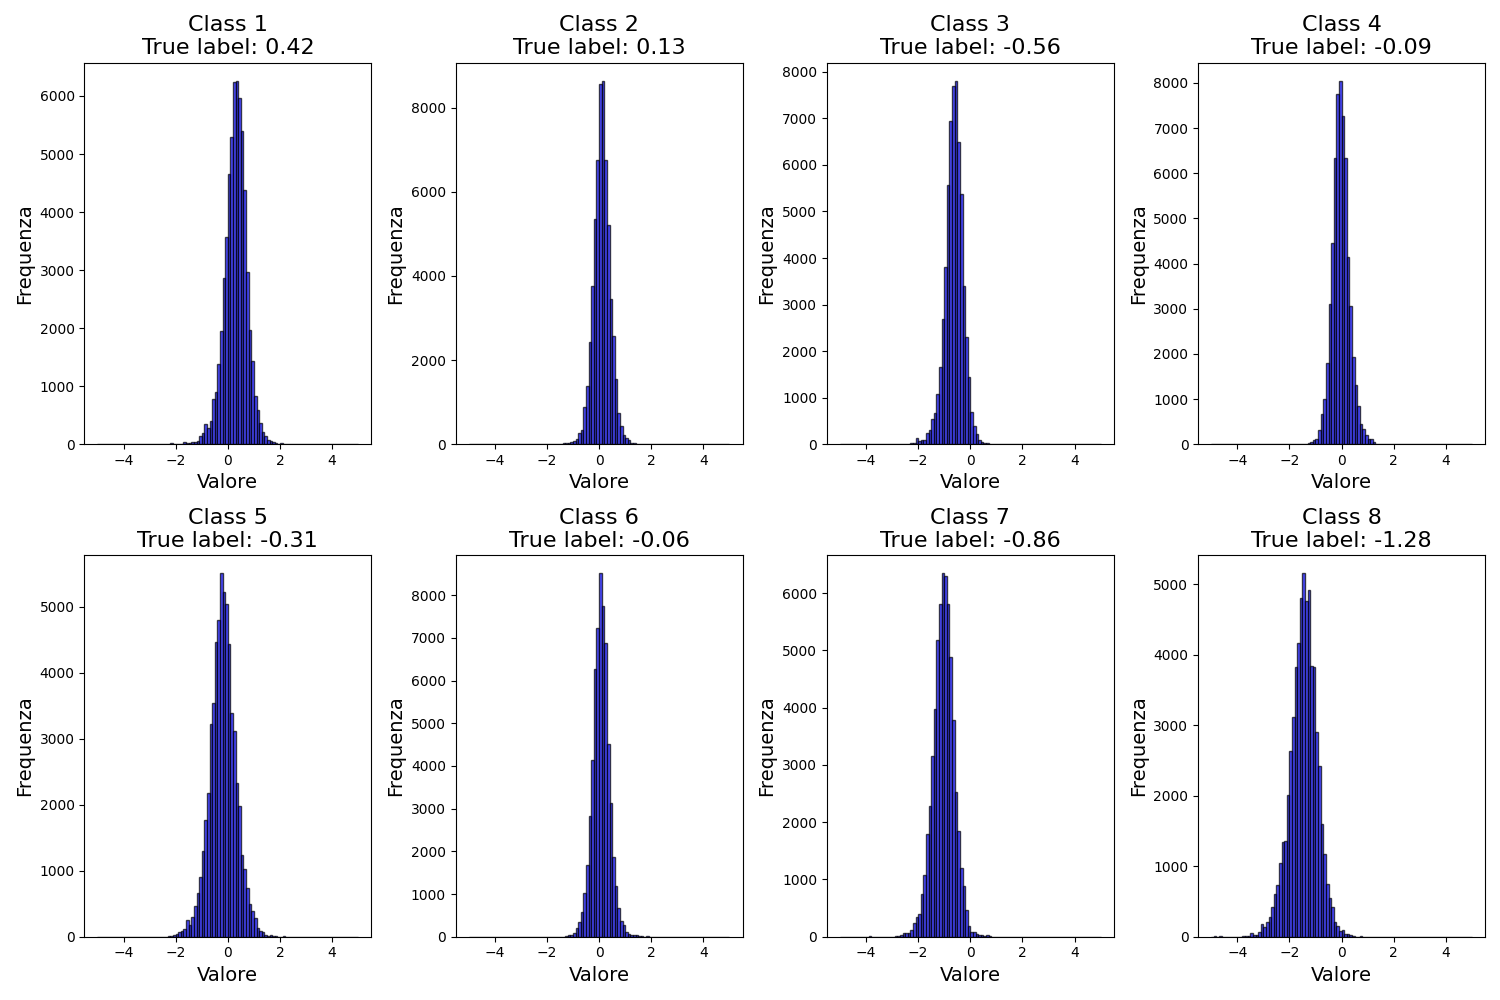 Class 1
True label: 0.42
Class 2
True label: 0.13
Class 3
True label: -0.56
Class 4
True label: -0.09
Frequenza
6000
5000
4000
3000
2000
1000
0
−4 −2 0 2 4
Valore
Frequenza
8000
6000
4000
2000
0
−4 −2 0 2 4
Valore
Frequenza
8000
7000
6000
5000
4000
3000
2000
1000
0
−4 −2 0 2 4
Valore
Frequenza
8000
7000
6000
5000
4000
3000
2000
1000
0
−4 −2 0 2 4
Valore
Class 5
True label: -0.31
Class 6
True label: -0.06
Class 7
True label: -0.86
Class 8
True label: -1.28
Frequenza
5000
4000
3000
2000
1000
0
−4 −2 0 2 4
Valore
Frequenza
8000
7000
6000
5000
4000
3000
2000
1000
0
−4 −2 0 2 4
Valore
Frequenza
6000
5000
4000
3000
2000
1000
0
−4 −2 0 2 4
Valore
Frequenza
5000
4000
3000
2000
1000
0
−4 −2 0 2 4
Valore